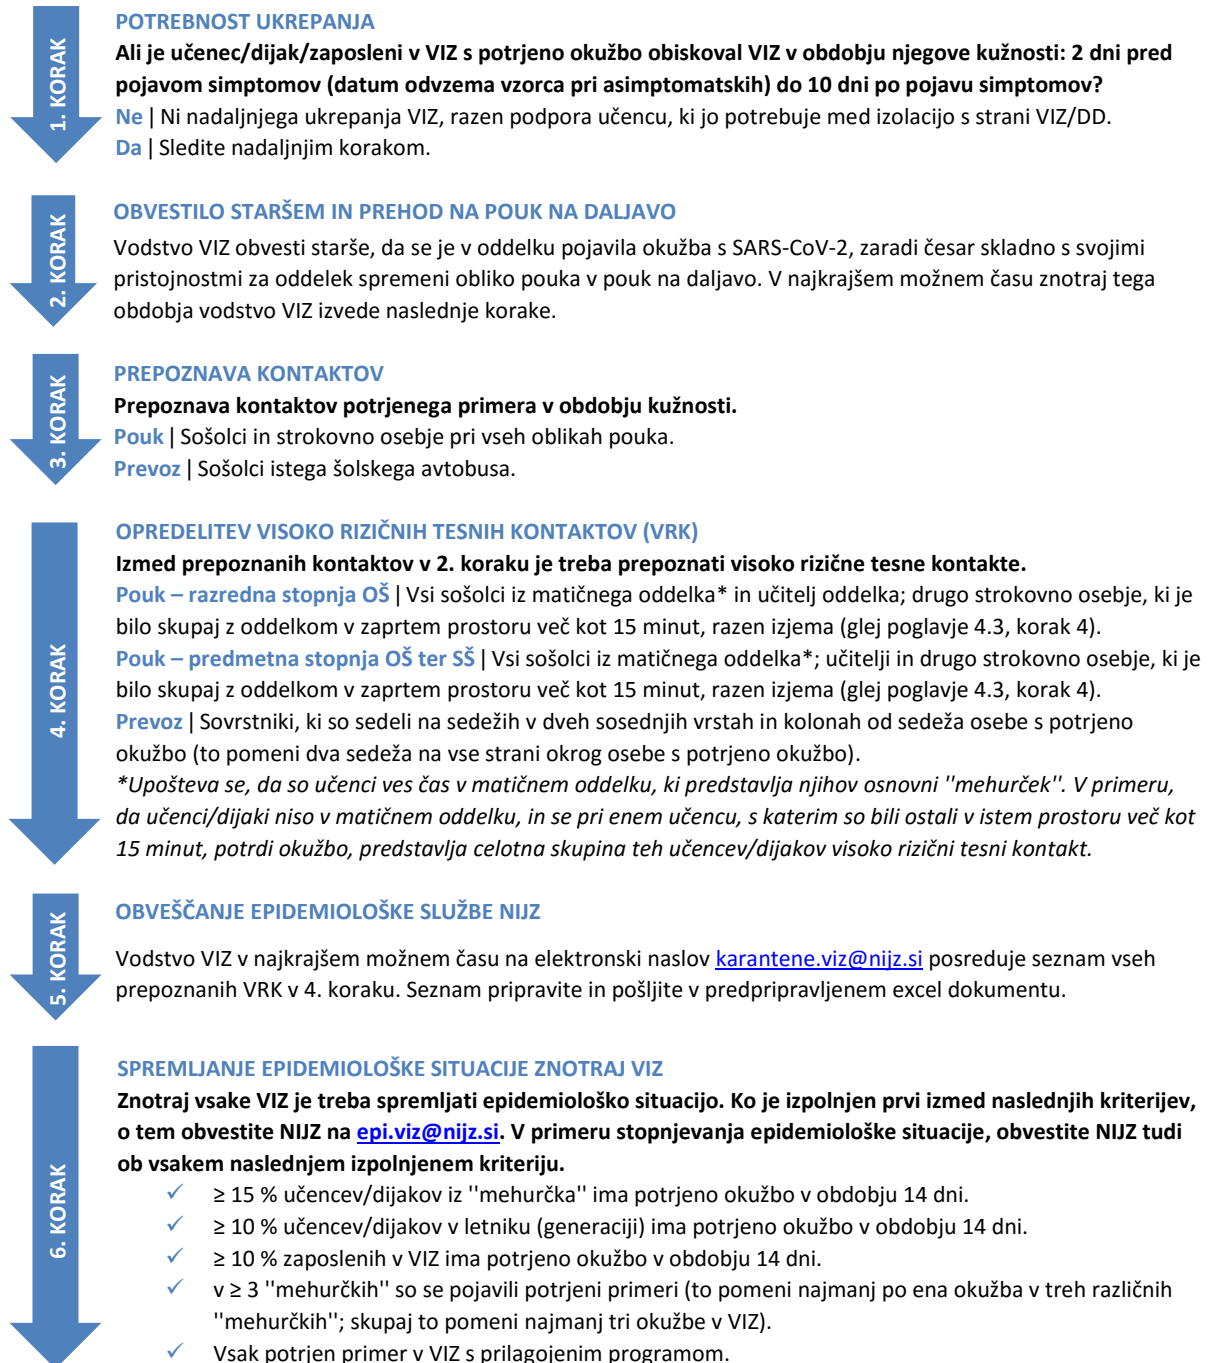 1. KORAK
POTREBNOST UKREPANJA
Ali je učenec/dijak/zaposleni v VIZ s potrjeno okužbo obiskoval VIZ v obdobju njegove kužnosti: 2 dni pred
pojavom simptomov (datum odvzema vzorca pri asimptomatskih) do 10 dni po pojavu simptomov?
Ne | Ni nadaljnjega ukrepanja VIZ, razen podpora učencu, ki jo potrebuje med izolacijo s strani VIZ/DD.
Da | Sledite nadaljnjim korakom.
2. KORAK
OBVESTILO STARŠEM IN PREHOD NA POUK NA DALJAVO
Vodstvo VIZ obvesti starše, da se je v oddelku pojavila okužba s SARS-CoV-2, zaradi česar skladno s svojimi
pristojnostmi za oddelek spremeni obliko pouka v pouk na daljavo. V najkrajšem možnem času znotraj tega
obdobja vodstvo VIZ izvede naslednje korake.
3. KORAK
PREPOZNAVA KONTAKTOV
Prepoznava kontaktov potrjenega primera v obdobju kužnosti.
Pouk | Sošolci in strokovno osebje pri vseh oblikah pouka.
Prevoz | Sošolci istega šolskega avtobusa.
4. KORAK
OPREDELITEV VISOKO RIZIČNIH TESNIH KONTAKTOV (VRK)
Izmed prepoznanih kontaktov v 2. koraku je treba prepoznati visoko rizične tesne kontakte.
Pouk – razredna stopnja OŠ | Vsi sošolci iz matičnega oddelka* in učitelj oddelka; drugo strokovno osebje, ki je
bilo skupaj z oddelkom v zaprtem prostoru več kot 15 minut, razen izjema (glej poglavje 4.3, korak 4).
Pouk – predmetna stopnja OŠ ter SŠ | Vsi sošolci iz matičnega oddelka*; učitelji in drugo strokovno osebje, ki je
bilo skupaj z oddelkom v zaprtem prostoru več kot 15 minut, razen izjema (glej poglavje 4.3, korak 4).
Prevoz | Sovrstniki, ki so sedeli na sedežih v dveh sosednjih vrstah in kolonah od sedeža osebe s potrjeno
okužbo (to pomeni dva sedeža na vse strani okrog osebe s potrjeno okužbo).
*Upošteva se, da so učenci ves čas v matičnem oddelku, ki predstavlja njihov osnovni ''mehurček''. V primeru,
da učenci/dijaki niso v matičnem oddelku, in se pri enem učencu, s katerim so bili ostali v istem prostoru več kot
15 minut, potrdi okužbo, predstavlja celotna skupina teh učencev/dijakov visoko rizični tesni kontakt.
5. KORAK
OBVEŠČANJE EPIDEMIOLOŠKE SLUŽBE NIJZ
Vodstvo VIZ v najkrajšem možnem času na elektronski naslov karantene.viz@nijz.si posreduje seznam vseh
prepoznanih VRK v 4. koraku. Seznam pripravite in pošljite v predpripravljenem excel dokumentu.
6. KORAK
SPREMLJANJE EPIDEMIOLOŠKE SITUACIJE ZNOTRAJ VIZ
Znotraj vsake VIZ je treba spremljati epidemiološko situacijo. Ko je izpolnjen prvi izmed naslednjih kriterijev,
o tem obvestite NIJZ na epi.viz@nijz.si. V primeru stopnjevanja epidemiološke situacije, obvestite NIJZ tudi
ob vsakem naslednjem izpolnjenem kriteriju.
✓ ≥ 15 % učencev/dijakov iz ''mehurčka'' ima potrjeno okužbo v obdobju 14 dni.
✓ ≥ 10 % učencev/dijakov v letniku (generaciji) ima potrjeno okužbo v obdobju 14 dni.
✓ ≥ 10 % zaposlenih v VIZ ima potrjeno okužbo v obdobju 14 dni.
✓ v ≥ 3 ''mehurčkih'' so se pojavili potrjeni primeri (to pomeni najmanj po ena okužba v treh različnih
''mehurčkih''; skupaj to pomeni najmanj tri okužbe v VIZ).
✓ Vsak potrjen primer v VIZ s prilagojenim programom.